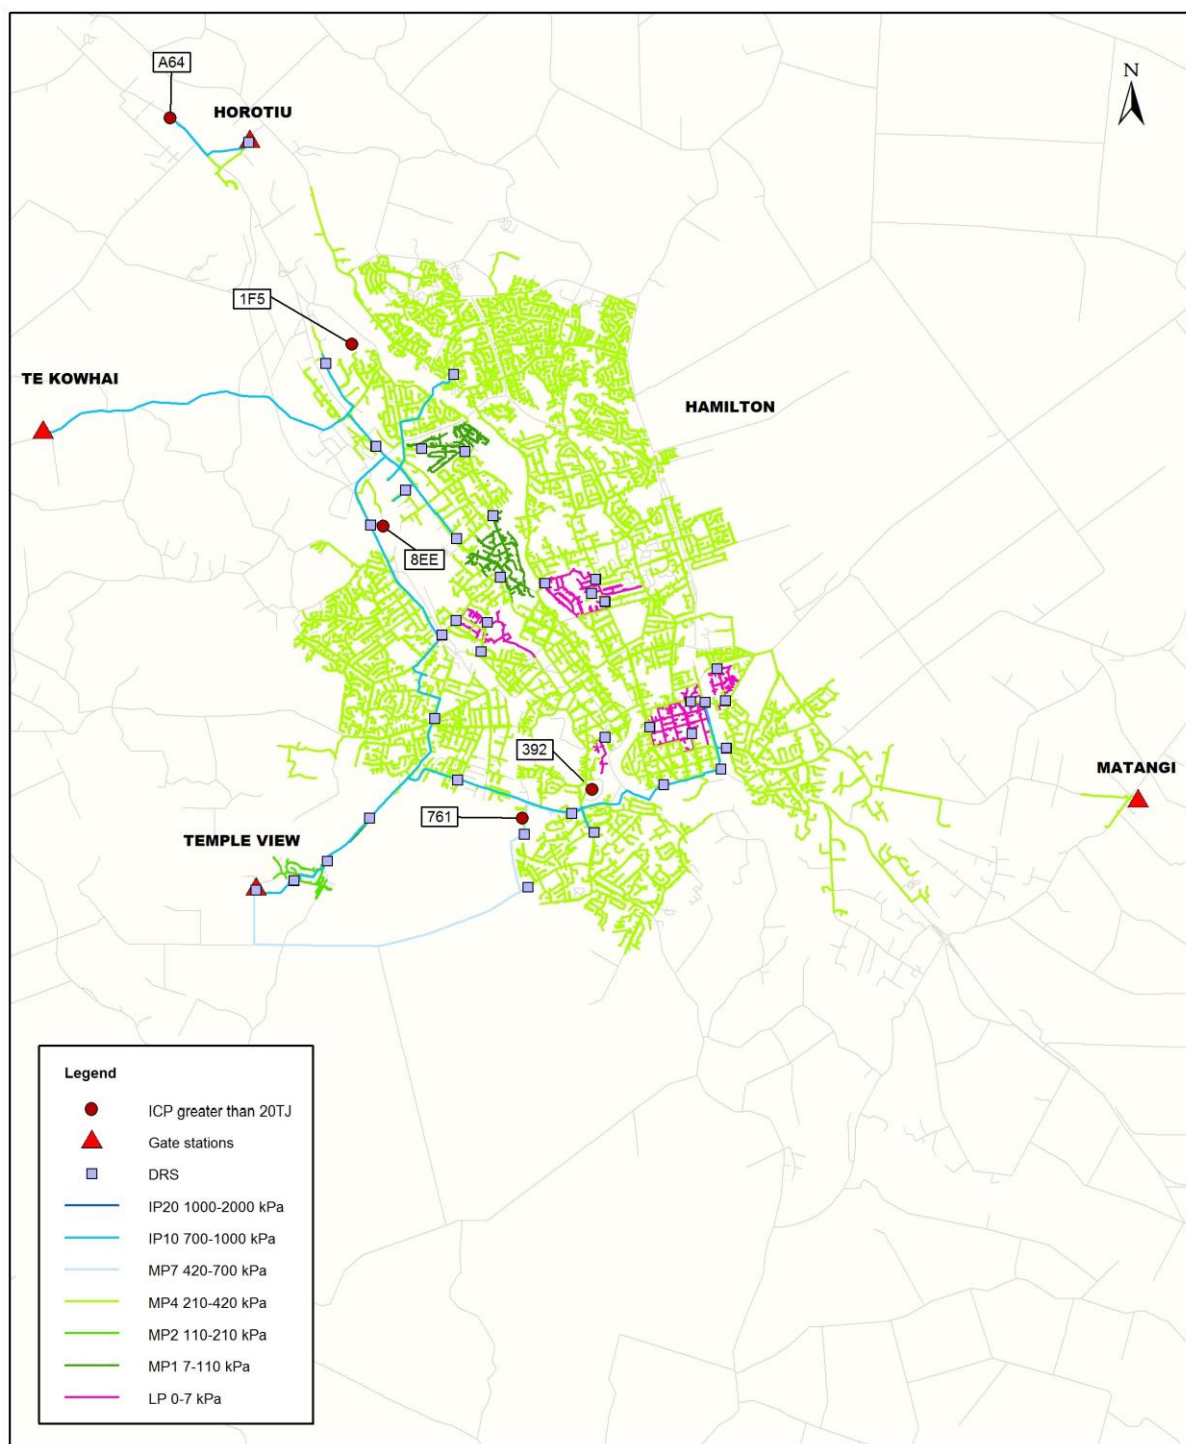 A64
HOROTIU
N
1F5
TE KOWHAI
HAMILTON
8EE
392
MATANGI
761
TEMPLE VIEW
Legend
ICP greater than 20TJ
Gate stations
DRS
IP20 1000-2000 kPa
IP10 700-1000 kPa
MP7 420-700 kPa
MP4 210-420 kPa
MP2 110-210 kPa
MP1 7-110 kPa
LP 0-7 kPa